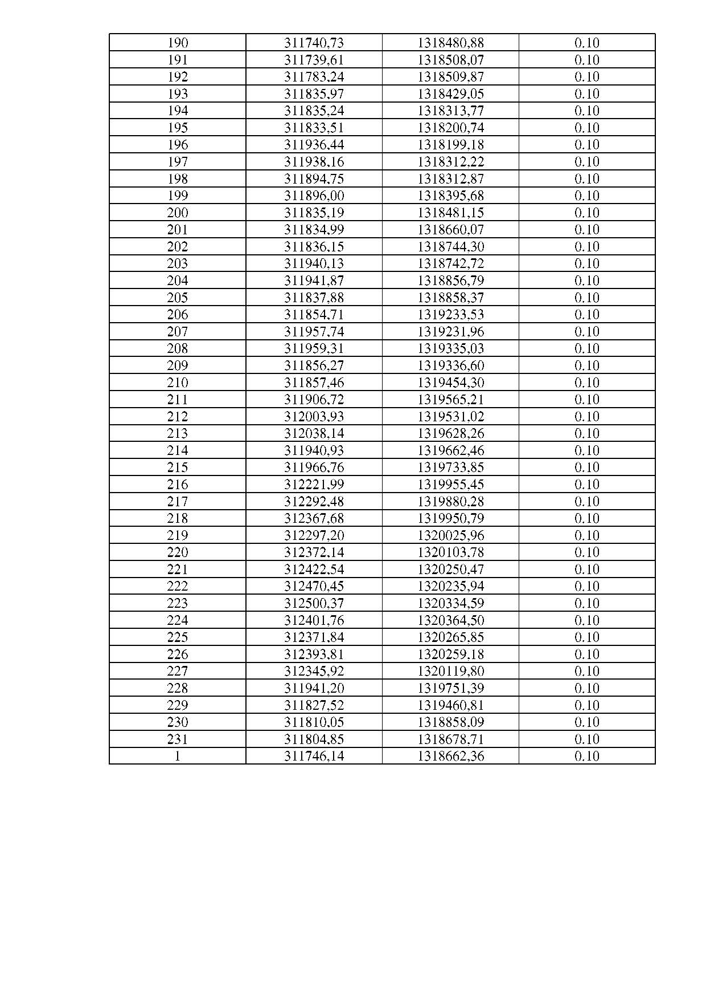 190 311740,73 1318480,88 0.10
191 311739,61 1318508,07 0.10
192 311783,24 1318509,87 0.10
193 311835,97 1318429,05 0.10
194 311835,24 1318313,77 0.10
195 311833,51 1318200,74 0.10
196 311936,44 1318199,18 0.10
197 311938,16 1318312,22 0.10
198 311894,75 1318312,87 0.10
199 311896,00 1318395,68 0.10
200 311835,19 1318481,15 0.10
201 311834,99 1318660,07 0.10
202 311836,15 1318744,30 0.10
203 311940,13 1318742,72 0.10
204 311941,87 1318856,79 0.10
205 311837,88 1318858,37 0.10
206 311854,71 1319233,53 0.10
207 311957,74 1319231,96 0.10
208 311959,31 1319335,03 0.10
209 311856,27 1319336,60 0.10
210 311857,46 1319454,30 0.10
211 311906,72 1319565,21 0.10
212 312003,93 1319531,02 0.10
213 312038,14 1319628,26 0.10
214 311940,93 1319662,46 0.10
215 311966,76 1319733,85 0.10
216 312221,99 1319955,45 0.10
217 312292,48 1319880,28 0.10
218 312367,68 1319950,79 0.10
219 312297,20 1320025,96 0.10
220 312372,14 1320103,78 0.10
221 312422,54 1320250,47 0.10
222 312470,45 1320235,94 0.10
223 312500,37 1320334,59 0.10
224 312401,76 1320364,50 0.10
225 312371,84 1320265,85 0.10
226 312393,81 1320259,18 0.10
227 312345,92 1320119,80 0.10
228 311941,20 1319751,39 0.10
229 311827,52 1319460,81 0.10
230 311810,05 1318858,09 0.10
231 311804,85 1318678,71 0.10
1 311746,14 1318662,36 0.10